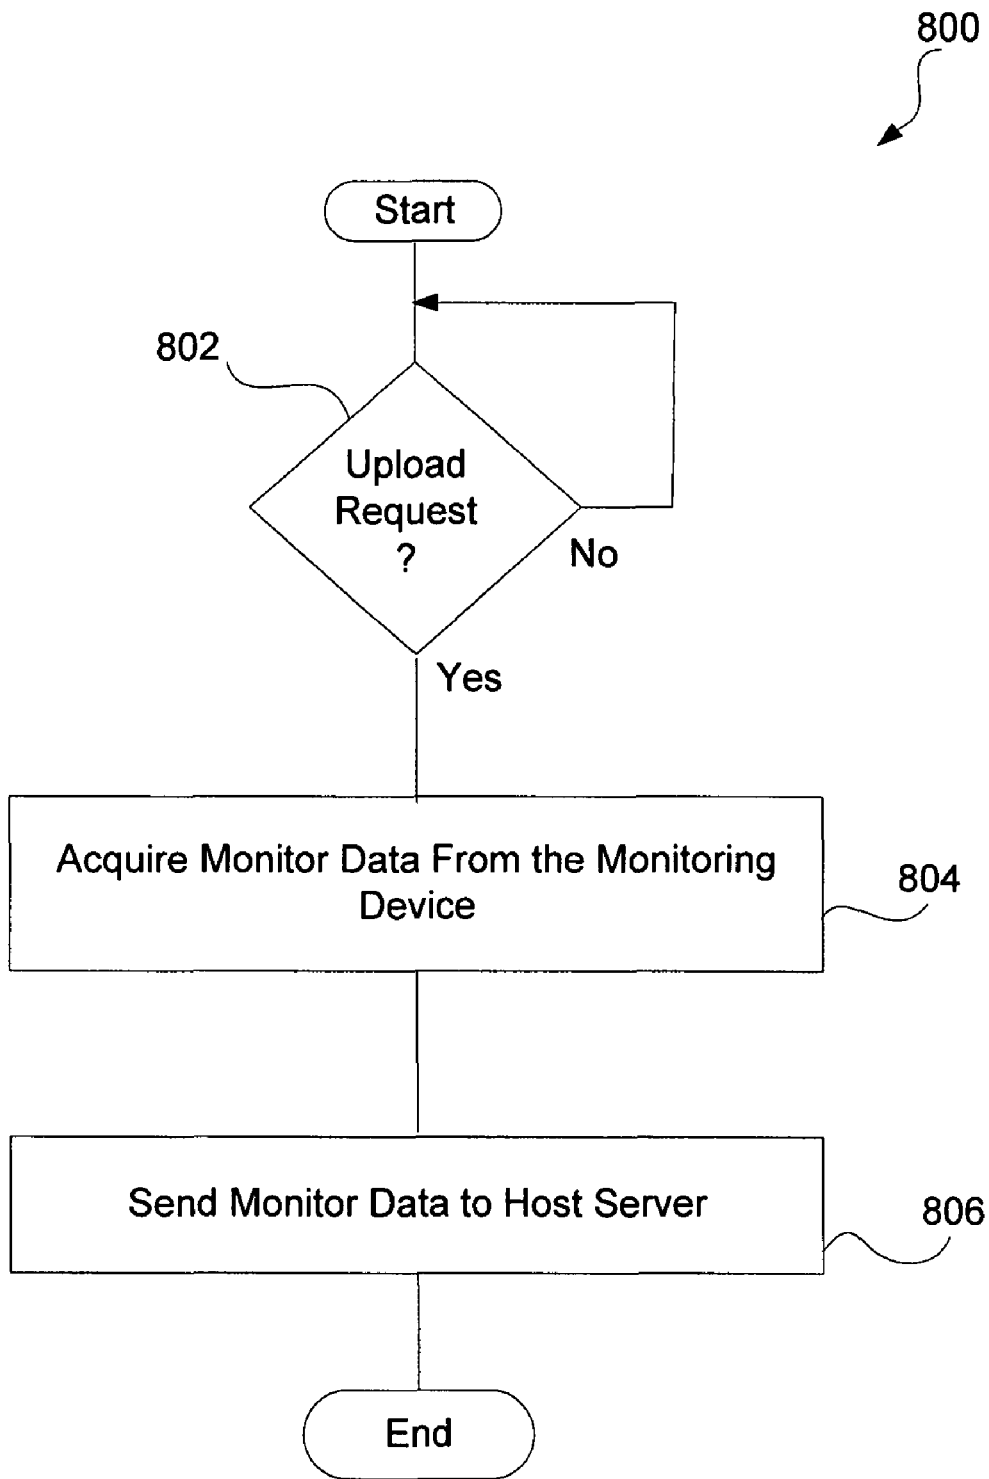 800
Start
802
Upload
Request
?
No
Yes
Acquire Monitor Data From the Monitoring
Device
804
Send Monitor Data to Host Server
806
End